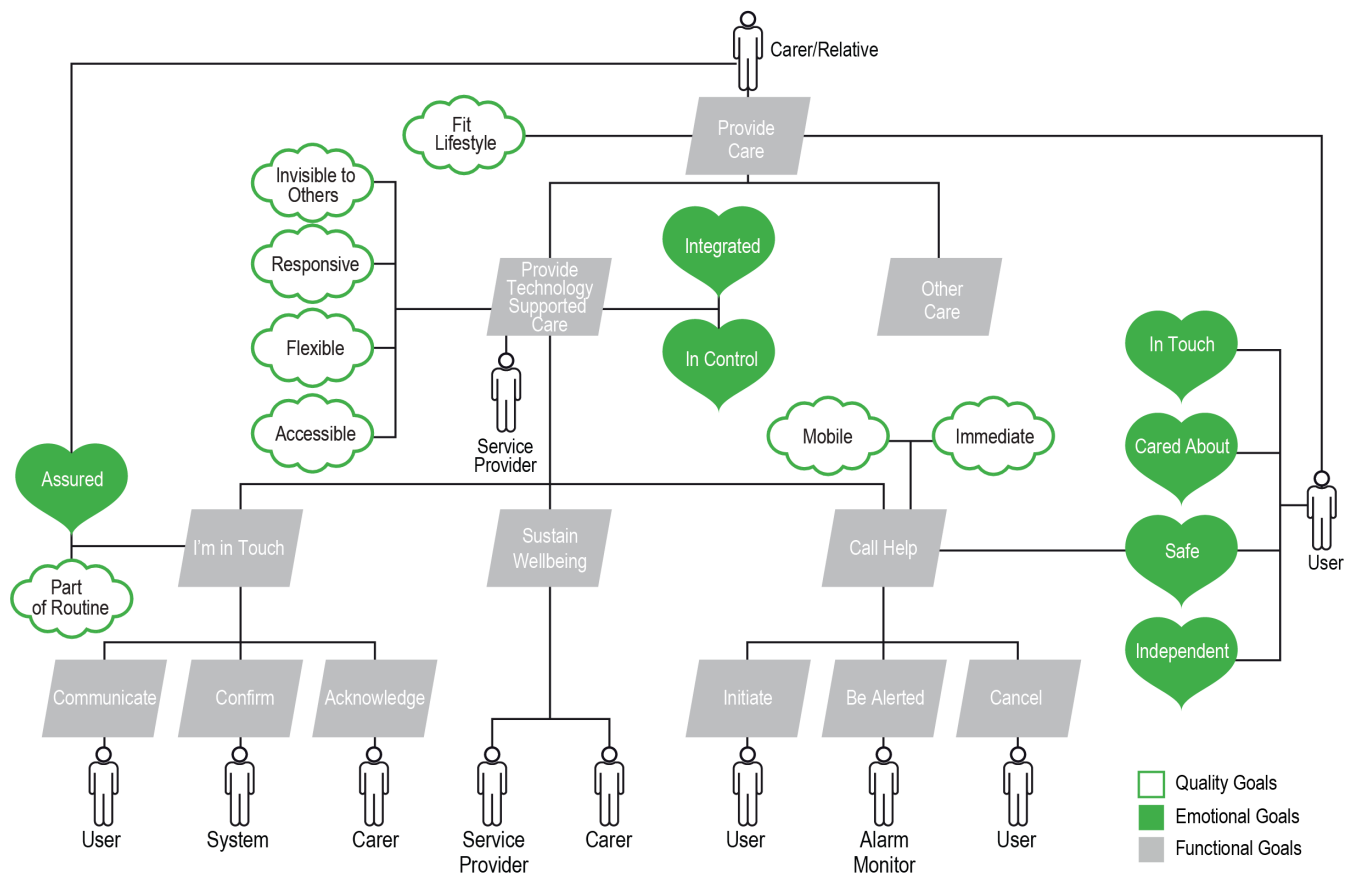 Carer/Relative
Fit
Lifestyle
Provide
Care
Invisible to
Others
Responsive
Flexible
Accessible
Provide
Technology
Supported
Care
Integrated
In Control
Other
Care
Service
Provider
Mobile
Immediate
In Touch
Cared About
Safe
Independent
User
Assured
Part
of Routine
I'm in Touch
Sustain
Wellbeing
Call Help
Communicate
Confirm
Acknowledge
Initiate
Be Alerted
Cancel
User
System
Carer
Service
Provider
Carer
User
Alarm
Monitor
User
Quality Goals
Emotional Goals
Functional Goals